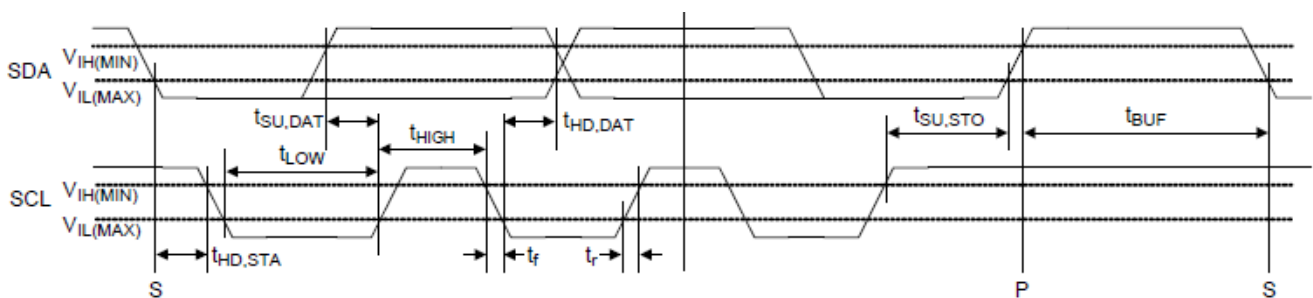 SDA
VIH(MIN)
VIL(MAX)
tSU,DAT
tHD,DAT
tSU,STO
tBUF
tHIGH
tLOW
SCL
VIH(MIN)
VIL(MAX)
tHD,STA
tf
tr
S
P
S